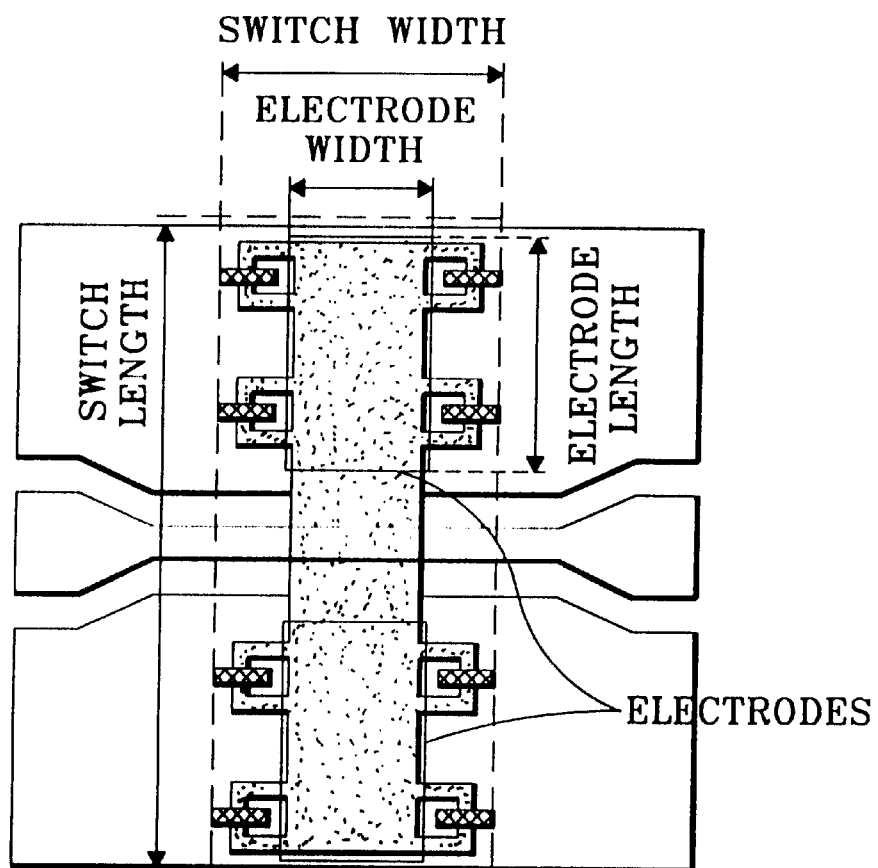 SWITCH WIDTH
ELECTRODE
WIDTH
SWITCH
LENGTH
ELECTRODE
LENGTH
ELECTRODES